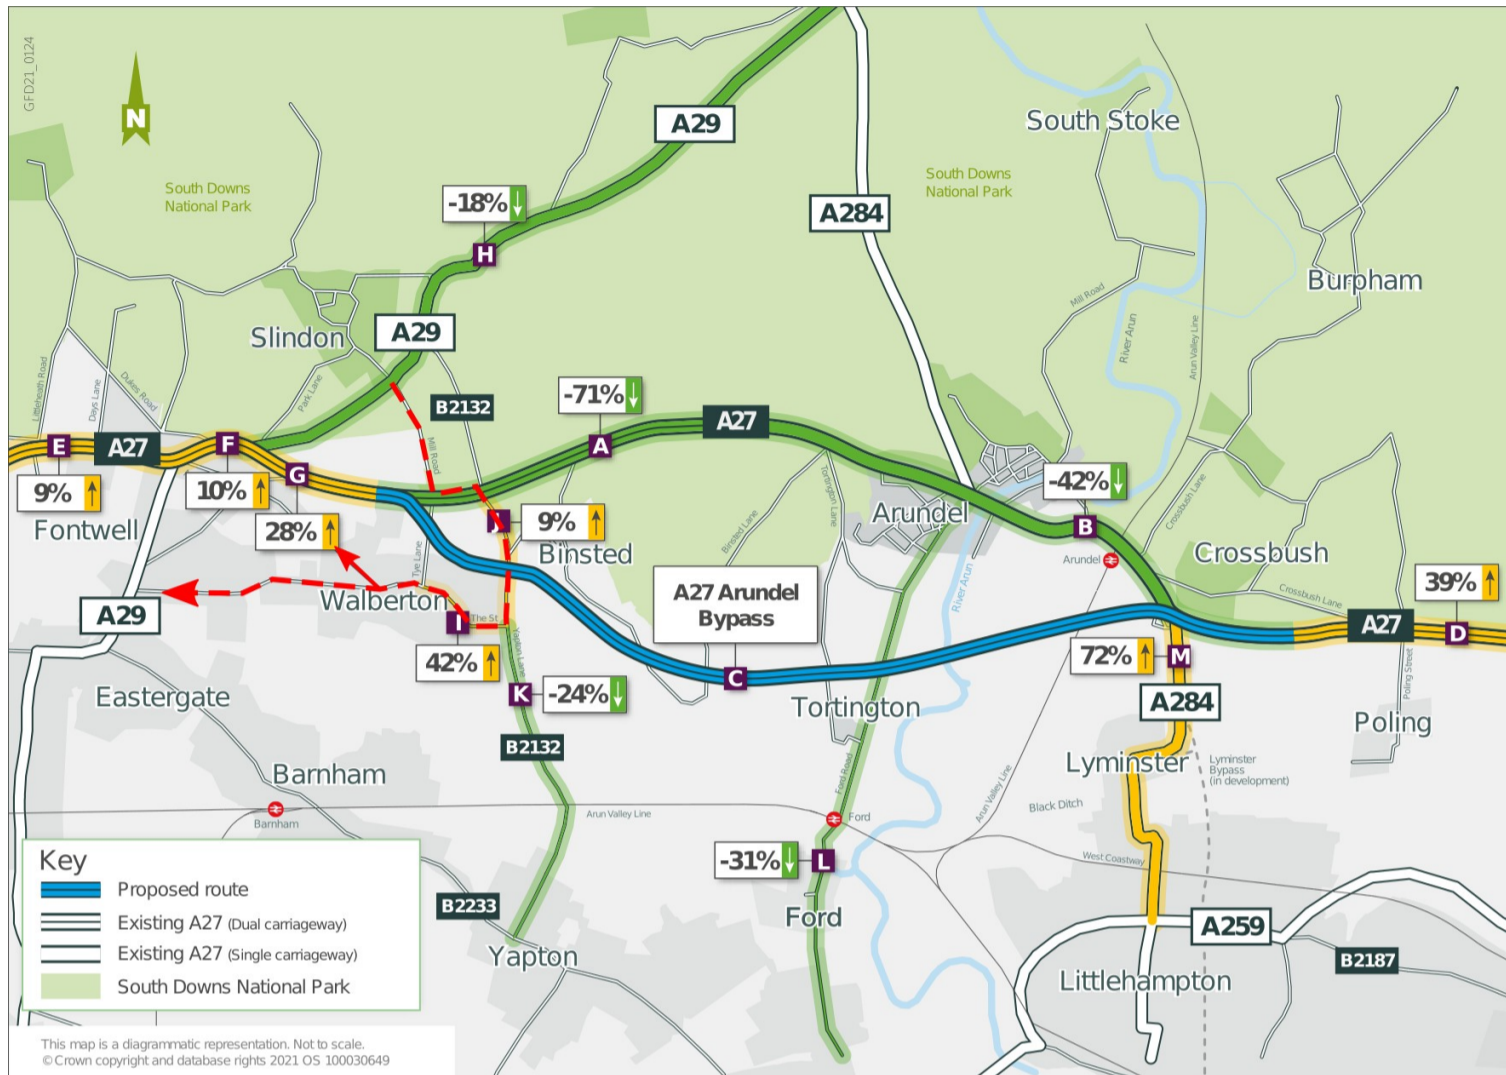 GFD21_0124
N
South Downs
National Park
A29
South Stoke
South Downs
National Park
-18%
H
A284
Burpham
Mill Road
River Arun
Arun Valley Line
Slindon
A29
Littleheath Road
Days Lane
Dukes Road
Park Lane
B2132
-71%
A
A27
Mill Road
E
A27
F
G
9%
10%
28%
Fontwell
J
9%
Binsted
Binsted Lane
Tortington Lane
Arundel
-42%
B
Arundel
Crossbush Lane
Crossbush
Crossbush Lane
39%
A27
D
Tye Lane
Walberton
A29
I
The St
42%
Yapton Lane
A27 Arundel
Bypass
River Arun
72%
M
A284
Poling Street
Poling
Eastergate
K
-24%
C
Tortington
B2132
Lyminster
Lyminster
Bypass
(in development)
Barnham
Barnham
Arun Valley Line
Ford Road
Ford
Arun Valley Line
Black Ditch
West Coastway
-31%
L
Ford
B2233
Yapton
A259
B2187
Littlehampton
Key
Proposed route
Existing A27 (Dual carriageway)
Existing A27 (Single carriageway)
South Downs National Park
This map is a diagrammatic representation. Not to scale.
© Crown copyright and database rights 2021 OS 100030649